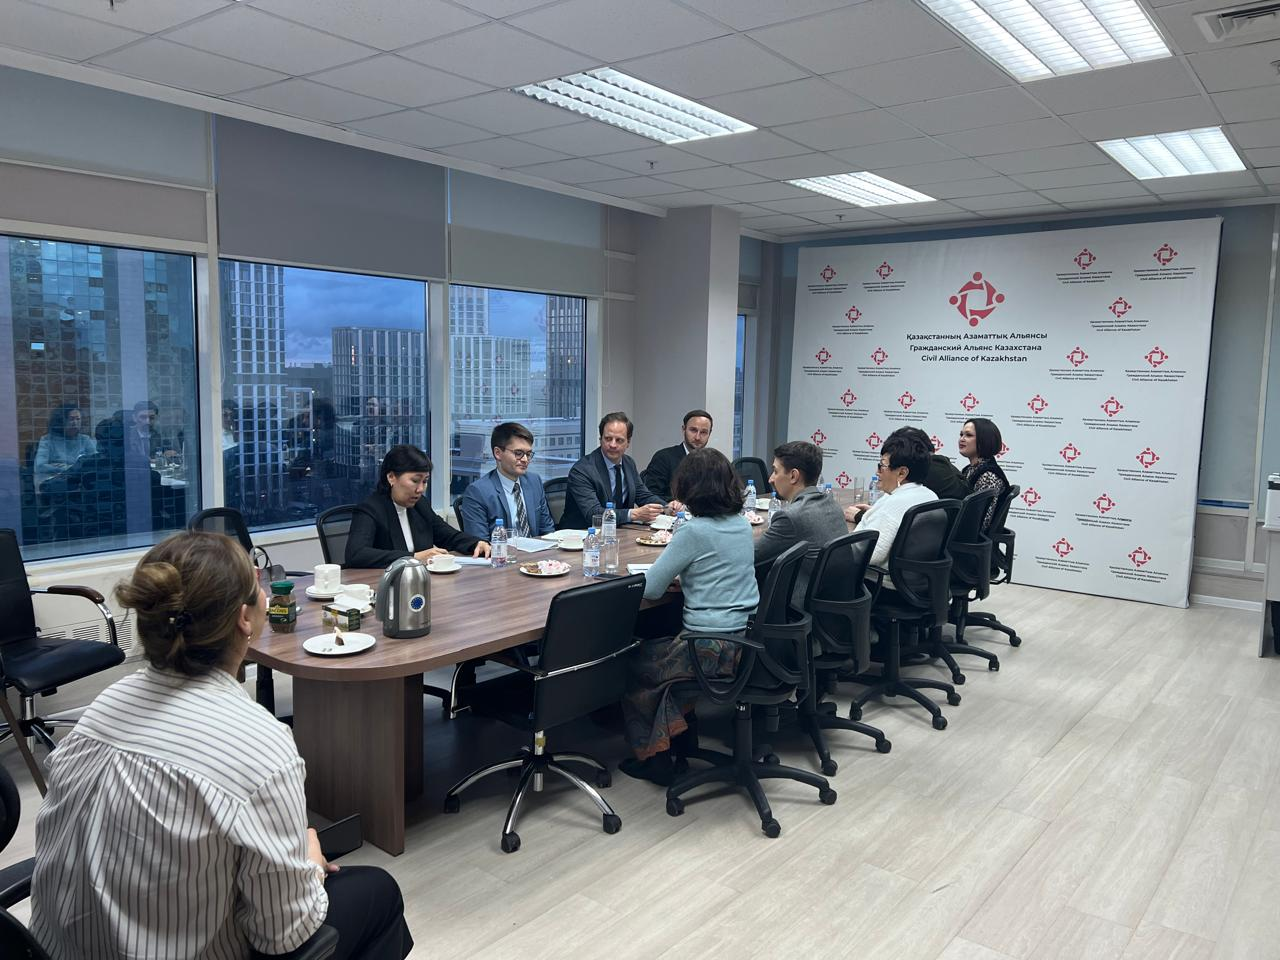 Қазақстанның Азаматтық Альянсы
Гражданский Альянс Казахстана
Civil Alliance of Kazakhstan